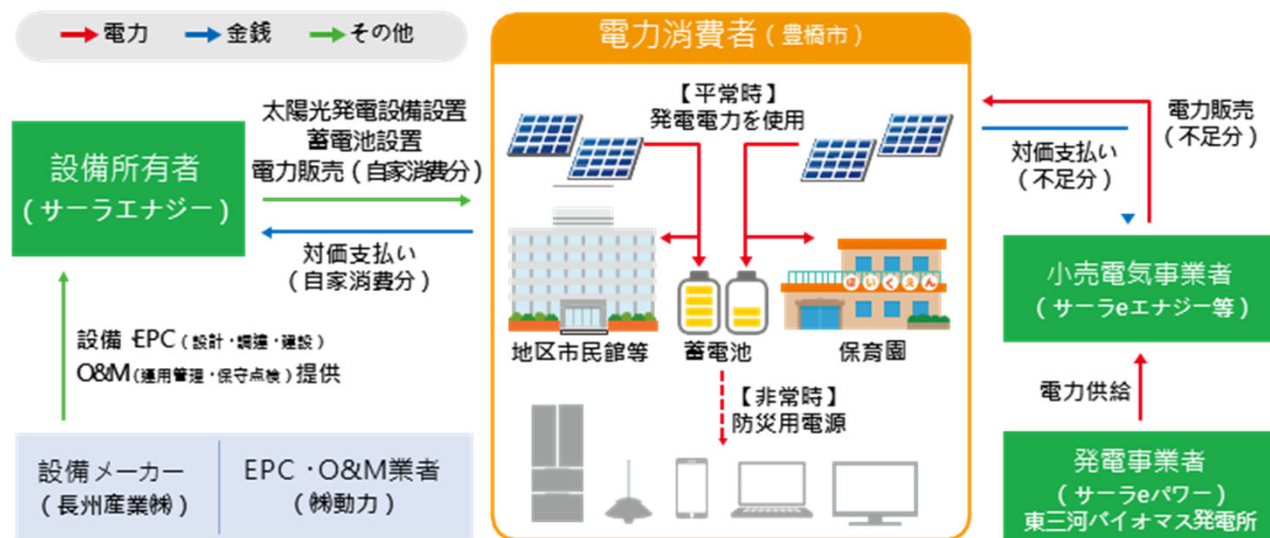 電力
金銭
その他
電力消費者(豊橋市)
太陽光発電設備設置
蓄電池設置
電力販売(自家消費分)
設備所有者
(サーラエナジー)
対価支払い
(自家消費分)
設備・EPC(設計・調達・建設)
O&M(運用管理・保守点検)提供
設備メーカー
(長州産業㈱)
EPC・O&M業者
(㈱動力)
【平常時】
発電電力を使用
ほいくえん
地区市民館等
蓄電池
保育園
【非常時】
防災用電源
電力販売
(不足分)
対価支払い
(不足分)
小売電気事業者
(サーラeエナジー等)
電力供給
発電事業者
(サーラeパワー)
東三河バイオマス発電所